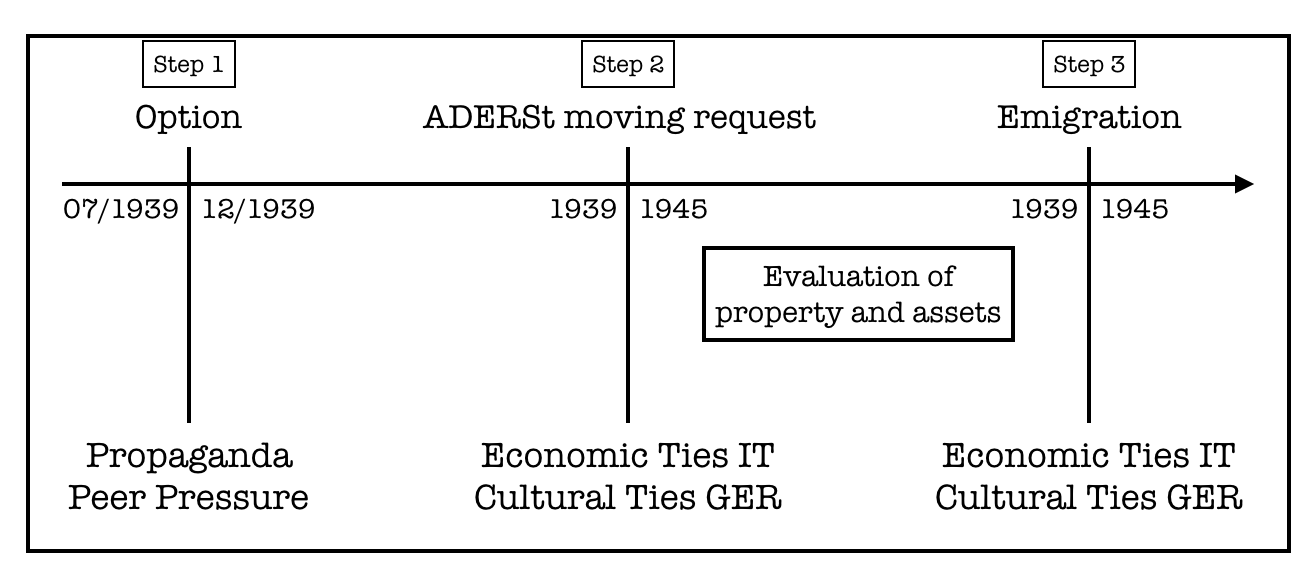 Step 1
Step 2
Step 3
Option
ADERSt moving request
Emigration
07/1939 12/1939
1939 1945
1939 1945
Evaluation of
property and assets
Propaganda
Peer Pressure
Economic Ties IT
Cultural Ties GER
Economic Ties IT
Cultural Ties GER